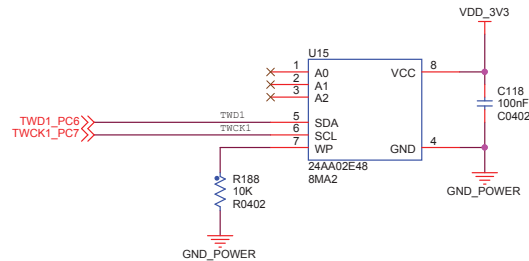 VDD_3V3
U15
1 A0 VCC 8
2 A1
3 A2
C118
100nF
C0402
TWD1_PC6 TWD1 5 SDA
TWCK1_PC7 TWCK1 6 SCL
7 WP GND 4
24AA02E48
8MA2
R188
10K
R0402
GND_POWER
GND_POWER